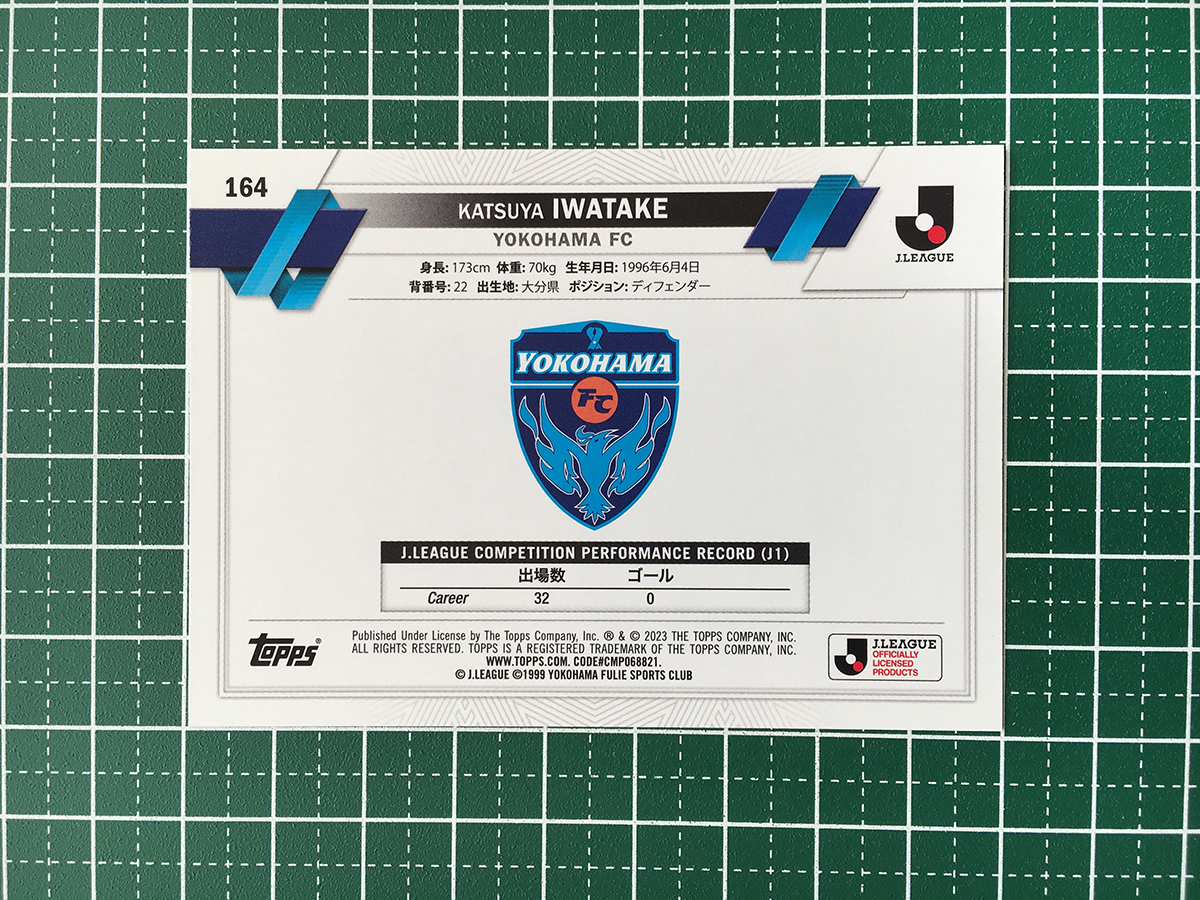 164
KATSUYA IWATAKE
YOKOHAMA FC
J.LEAGUE
身長: 173cm 体重: 70kg 生年月日: 1996年6月4日
背番号: 22 出生地: 大分県 ポジション: ディフェンダー
YOKOHAMA
FC
J.LEAGUE COMPETITION PERFORMANCE RECORD (J1)
出場数 ゴール
Career 32 0
Topps®
Published Under License by The Topps Company, Inc. ® & © 2023 THE TOPPS COMPANY, INC.
ALL RIGHTS RESERVED. TOPPS IS A REGISTERED TRADEMARK OF THE TOPPS COMPANY, INC.
WWW.TOPPS.COM. CODE#CMP068821.
© J.LEAGUE ©1999 YOKOHAMA FULIE SPORTS CLUB
J.LEAGUE
OFFICIALLY
LICENSED
PRODUCTS